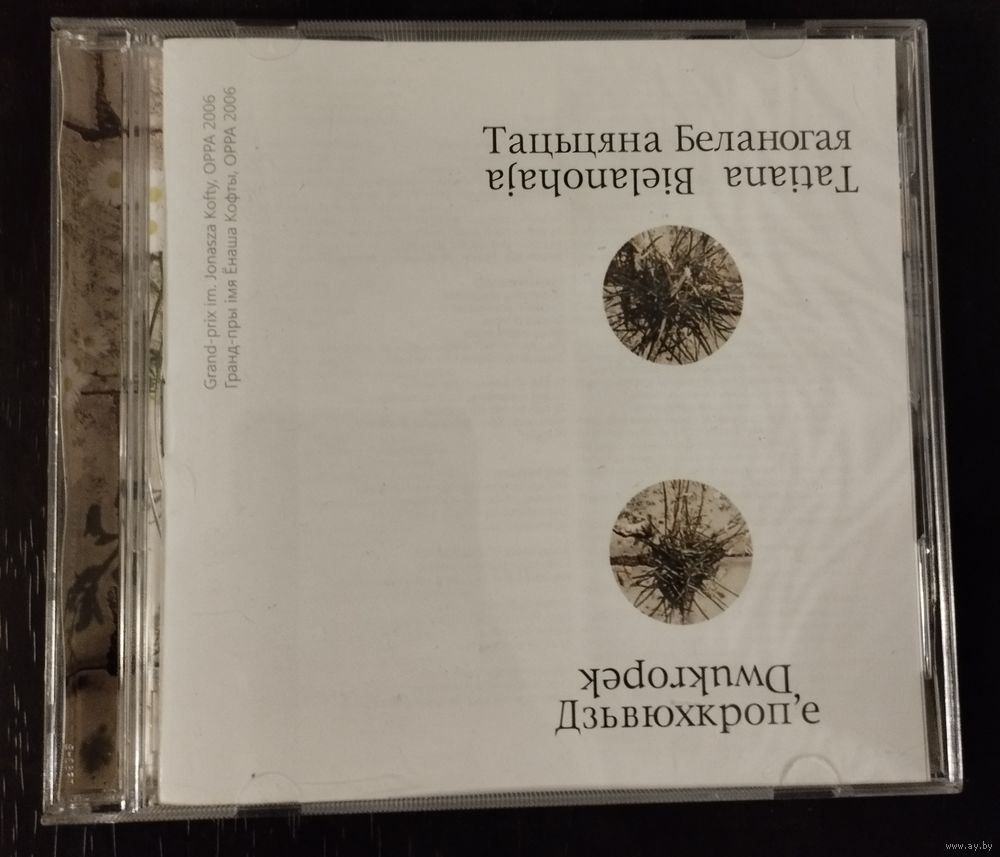 Grand-prix im. Jonasza Kofty, OPPA 2006
Гранд-пры імя Ёнаша Кофты, OPPA 2006
Тацьцяна Беланогая
Tatiana Bielanohaja
Dwukropek
Дзьвюхкроп'е
www.ay.by